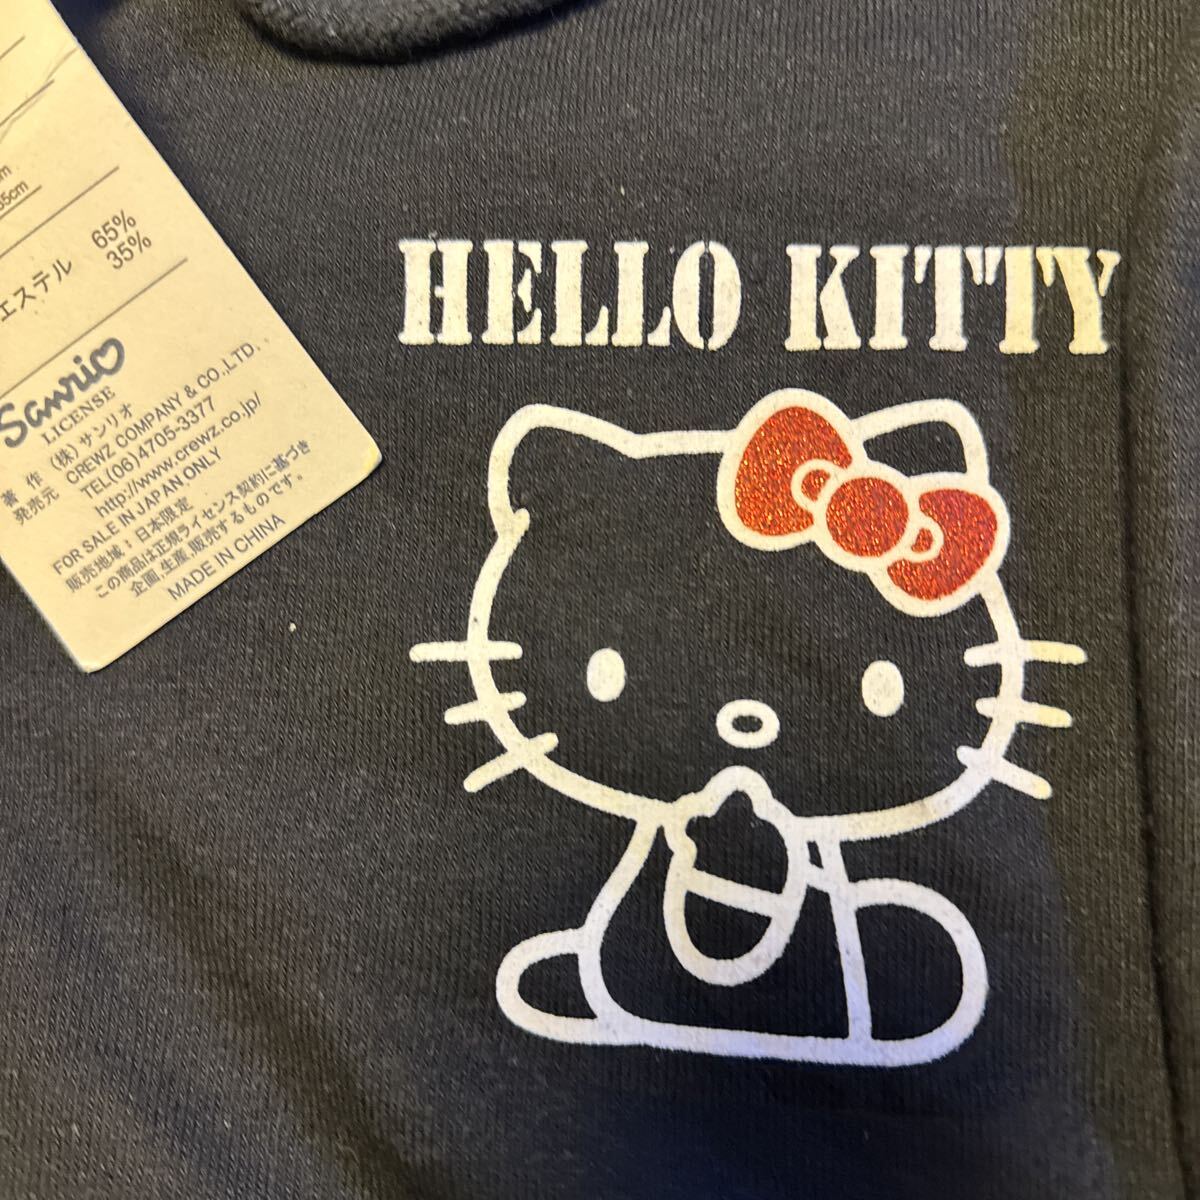 HELLO KITTY
65%
エステル 35%
Sanrio
LICENSE
著 作 (株)サンリオ
発売元 CREWZ COMPANY & CO.,LTD.
TEL(06)4705-3377
http://www.crewz.co.jp/
FOR SALE IN JAPAN ONLY
販売地域:日本限定
この商品は正規ライセンス契約に基づき
企画,生産,販売するものです。
MADE IN CHINA